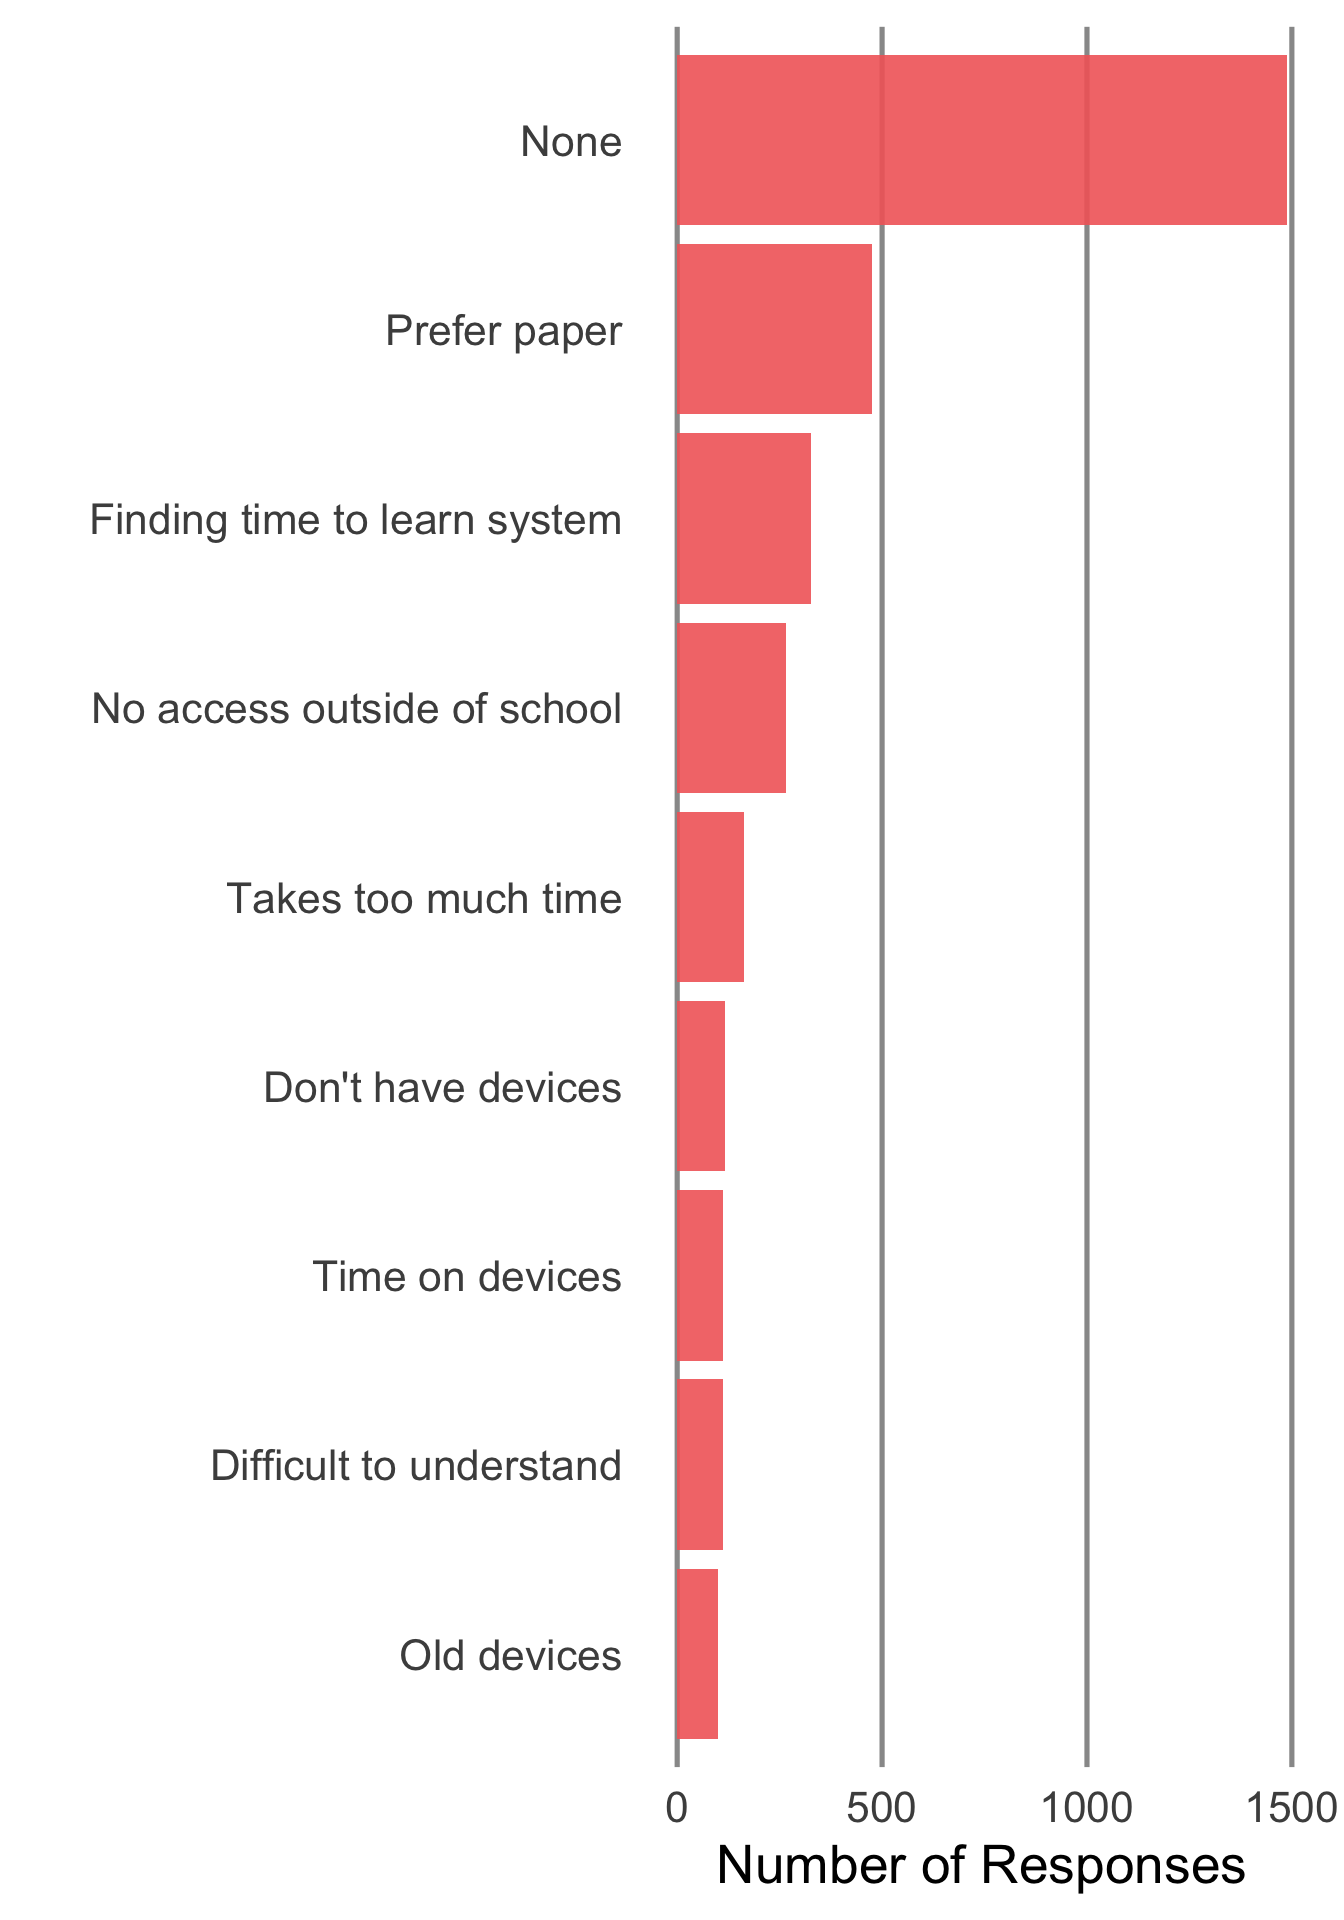 None
Prefer paper
Finding time to learn system
No access outside of school
Takes too much time
Don't have devices
Time on devices
Difficult to understand
Old devices
0 500 1000 1500
Number of Responses